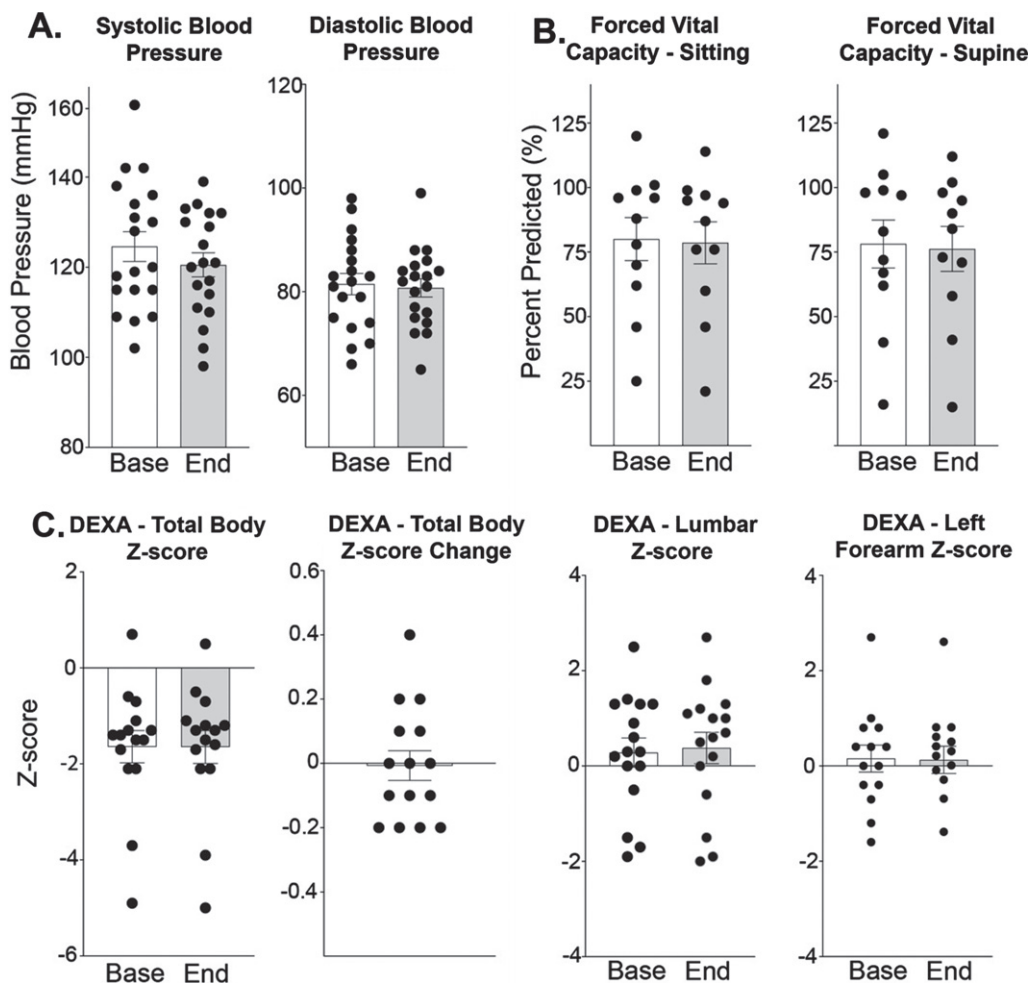 A.
Systolic Blood
Pressure
Diastolic Blood
Pressure
Blood Pressure (mmHg)
160
140
120
100
80
Base End
120
100
80
60
Base End
B.
Forced Vital
Capacity - Sitting
Forced Vital
Capacity - Supine
Percent Predicted (%)
125
100
75
50
25
Base End
125
100
75
50
25
Base End
C.
DEXA - Total Body
Z-score
DEXA - Total Body
Z-score Change
DEXA - Lumbar
Z-score
DEXA - Left
Forearm Z-score
Z-score
2
0
-2
-4
-6
Base End
0.6
0.4
0.2
0
-0.2
-0.4
4
2
0
-2
-4
Base End
4
2
0
-2
-4
Base End